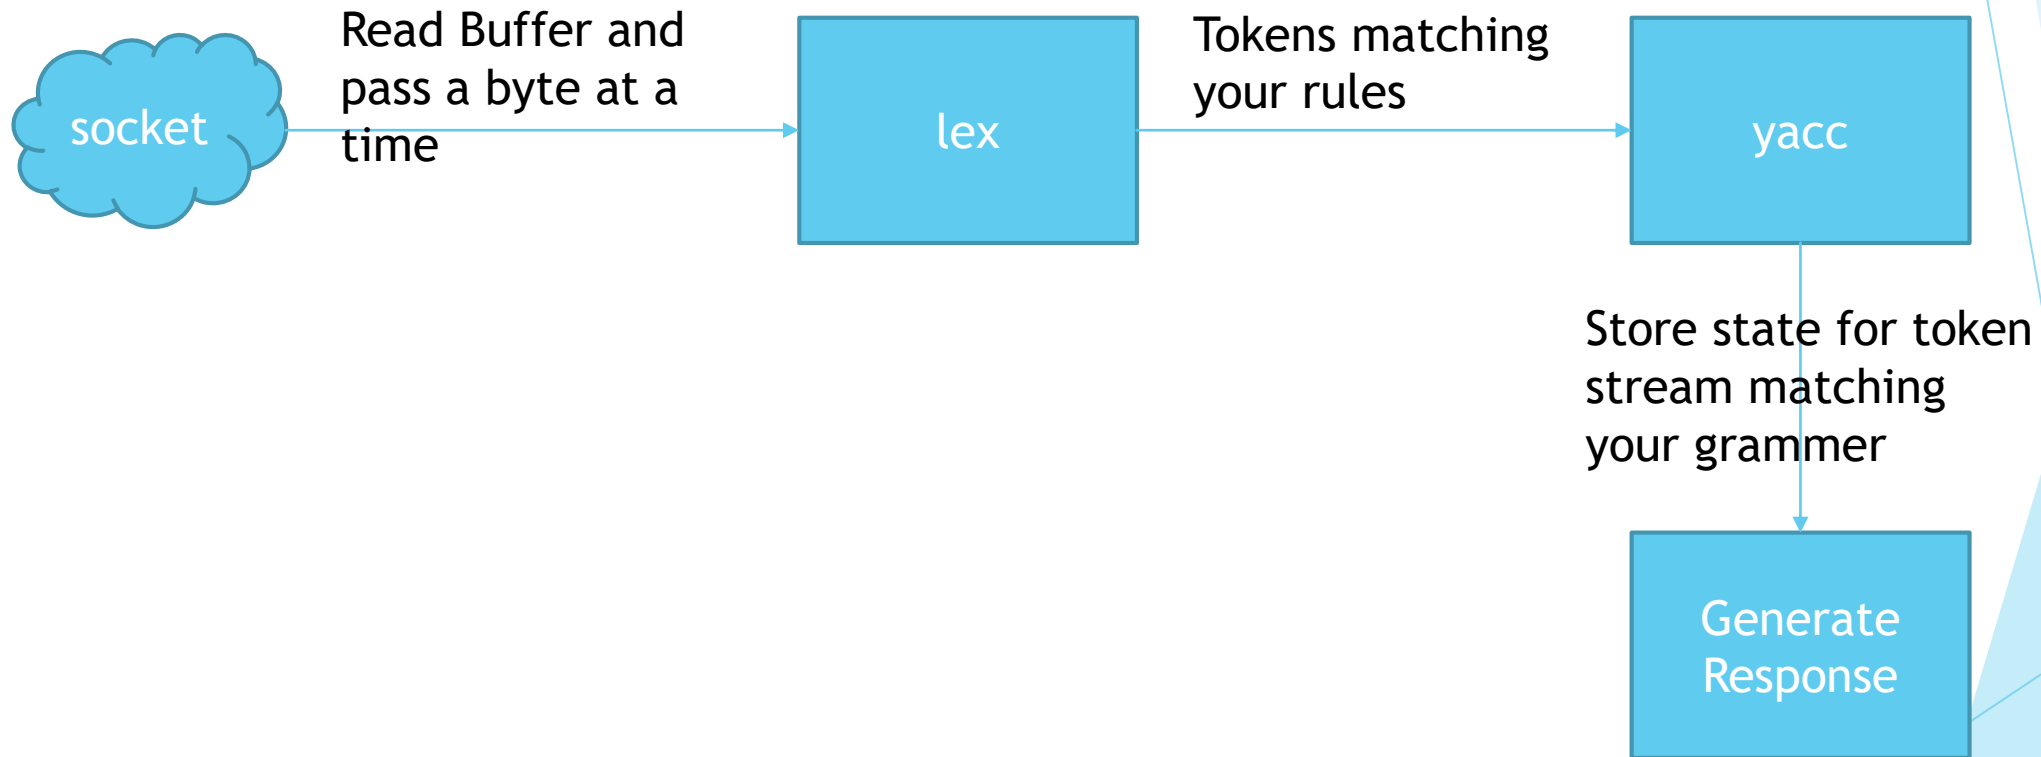 socket
Read Buffer and
pass a byte at a
time
lex
Tokens matching
your rules
yacc
Store state for token
stream matching
your grammer
Generate
Response